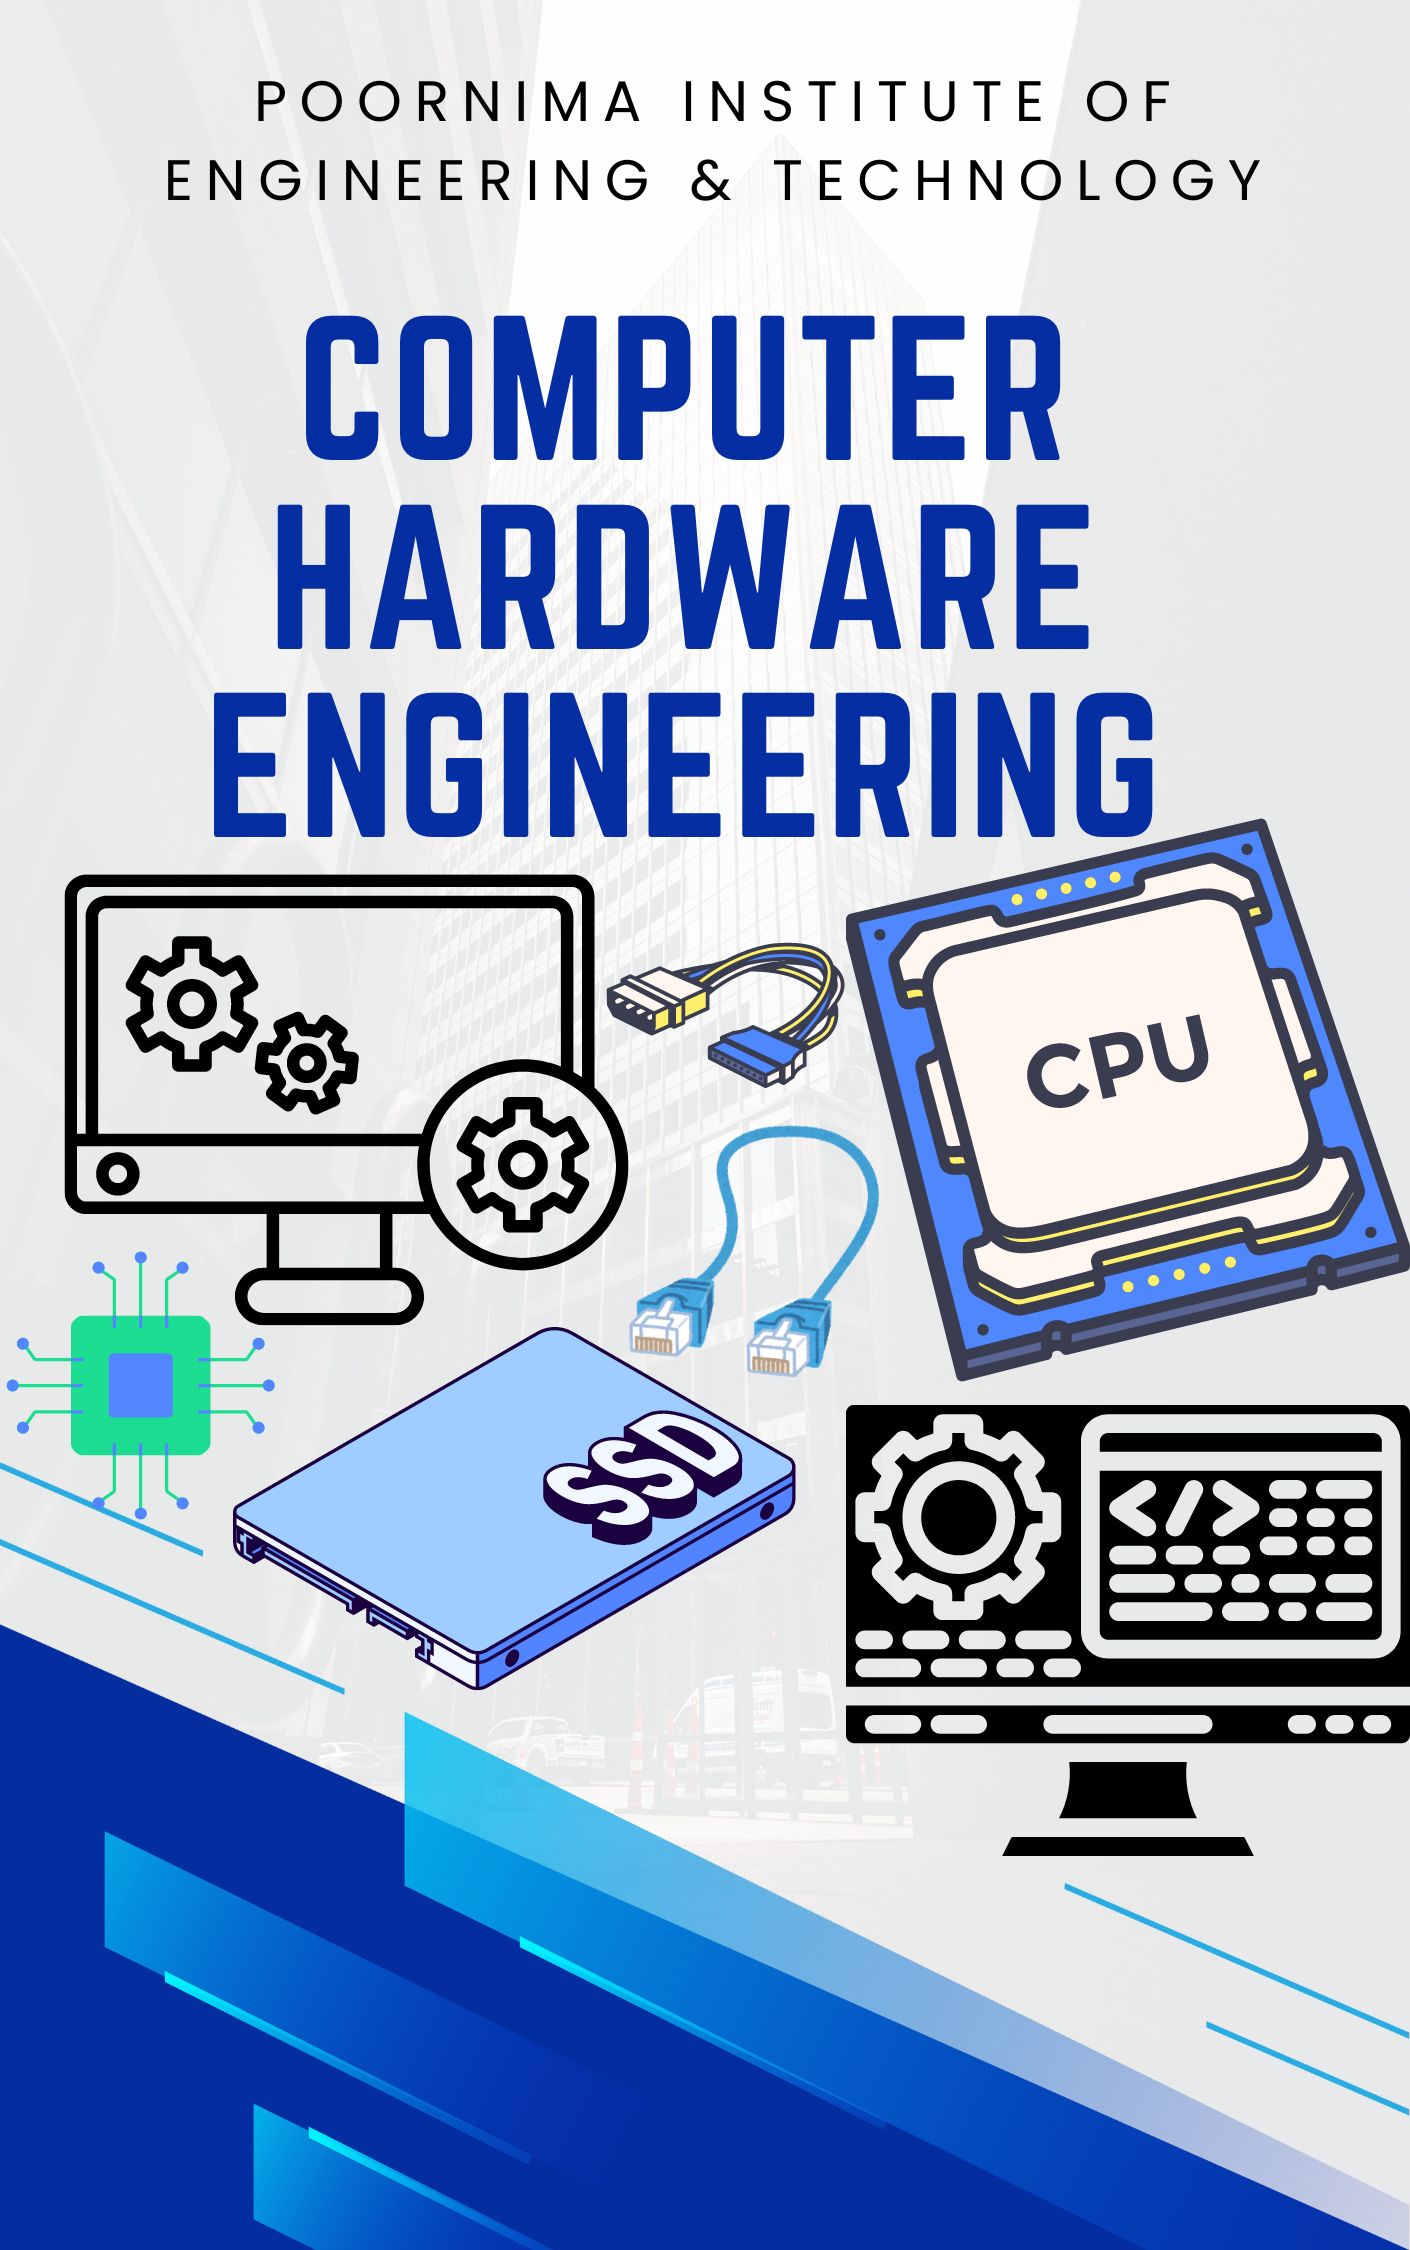 POORNIMA INSTITUTE OF
ENGINEERING & TECHNOLOGY
COMPUTER
HARDWARE
ENGINEERING
CPU
SSD
</>